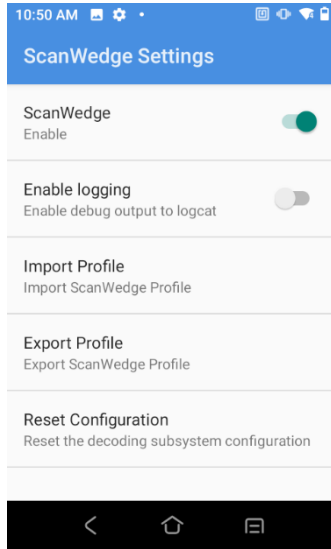 10:50 AM
ScanWedge Settings
ScanWedge
Enable
Enable logging
Enable debug output to logcat
Import Profile
Import ScanWedge Profile
Export Profile
Export ScanWedge Profile
Reset Configuration
Reset the decoding subsystem configuration